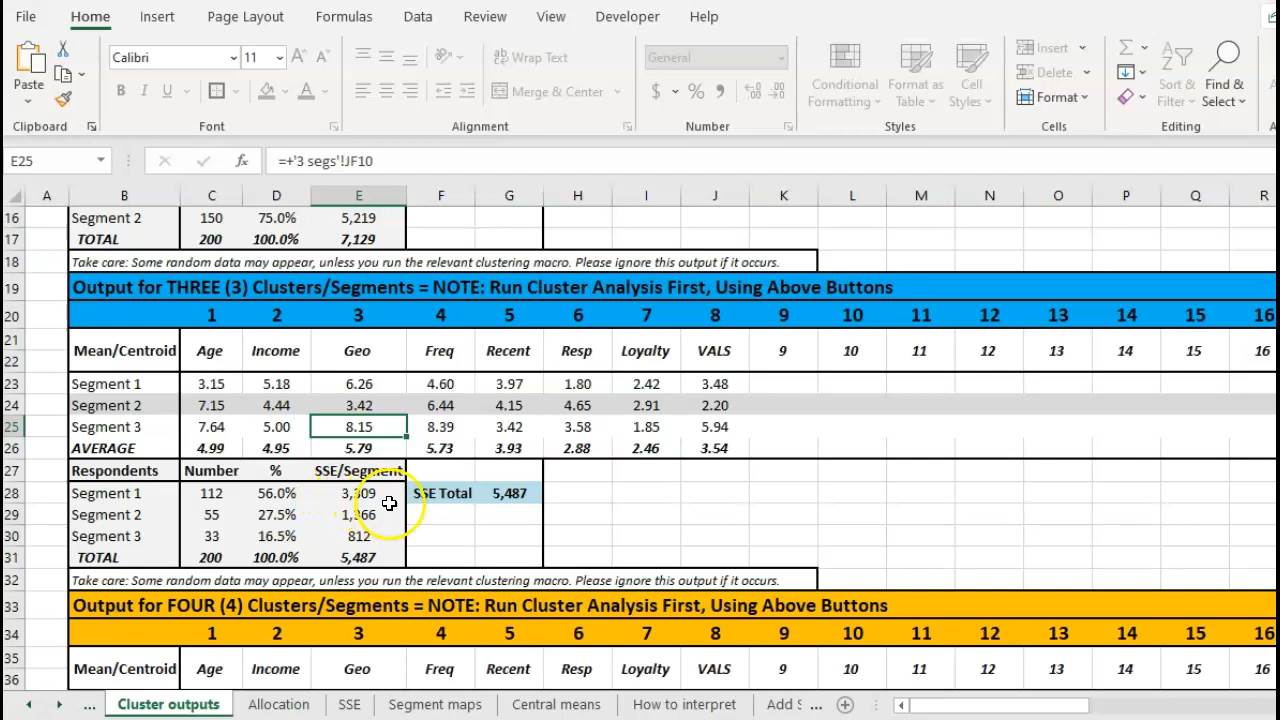 File Home Insert Page Layout Formulas Data Review View Developer Help
Calibri 11 A A Wrap Text General Insert
Paste B I U A Merge & Center $ % Conditional Formatting Format as Table Cell Styles Delete Format Sort & Filter Find & Select
Clipboard Font Alignment Number Styles Cells Editing
E25 fx =+'3 segs'!JF10
A B C D E F G H I J K L M N O P Q R
16 Segment 2 150 75.0% 5,219
17 TOTAL 200 100.0% 7,129
18 Take care: Some random data may appear, unless you run the relevant clustering macro. Please ignore this output if it occurs.
19 Output for THREE (3) Clusters/Segments = NOTE: Run Cluster Analysis First, Using Above Buttons
20 1 2 3 4 5 6 7 8 9 10 11 12 13 14 15 16
21
22 Mean/Centroid Age Income Geo Freq Recent Resp Loyalty VALS 9 10 11 12 13 14 15 16
23 Segment 1 3.15 5.18 6.26 4.60 3.97 1.80 2.42 3.48
24 Segment 2 7.15 4.44 3.42 6.44 4.15 4.65 2.91 2.20
25 Segment 3 7.64 5.00 8.15 8.39 3.42 3.58 1.85 5.94
26 AVERAGE 4.99 4.95 5.79 5.73 3.93 2.88 2.46 3.54
27 Respondents Number % SSE/Segment
28 Segment 1 112 56.0% 3,309 SSE Total 5,487
29 Segment 2 55 27.5% 1,366
30 Segment 3 33 16.5% 812
31 TOTAL 200 100.0% 5,487
32 Take care: Some random data may appear, unless you run the relevant clustering macro. Please ignore this output if it occurs.
33 Output for FOUR (4) Clusters/Segments = NOTE: Run Cluster Analysis First, Using Above Buttons
34 1 2 3 4 5 6 7 8 9 10 11 12 13 14 15 16
35
36 Mean/Centroid Age Income Geo Freq Recent Resp Loyalty VALS 9 10 11 12 13 14 15 16
... Cluster outputs Allocation SSE Segment maps Central means How to interpret Add S ...